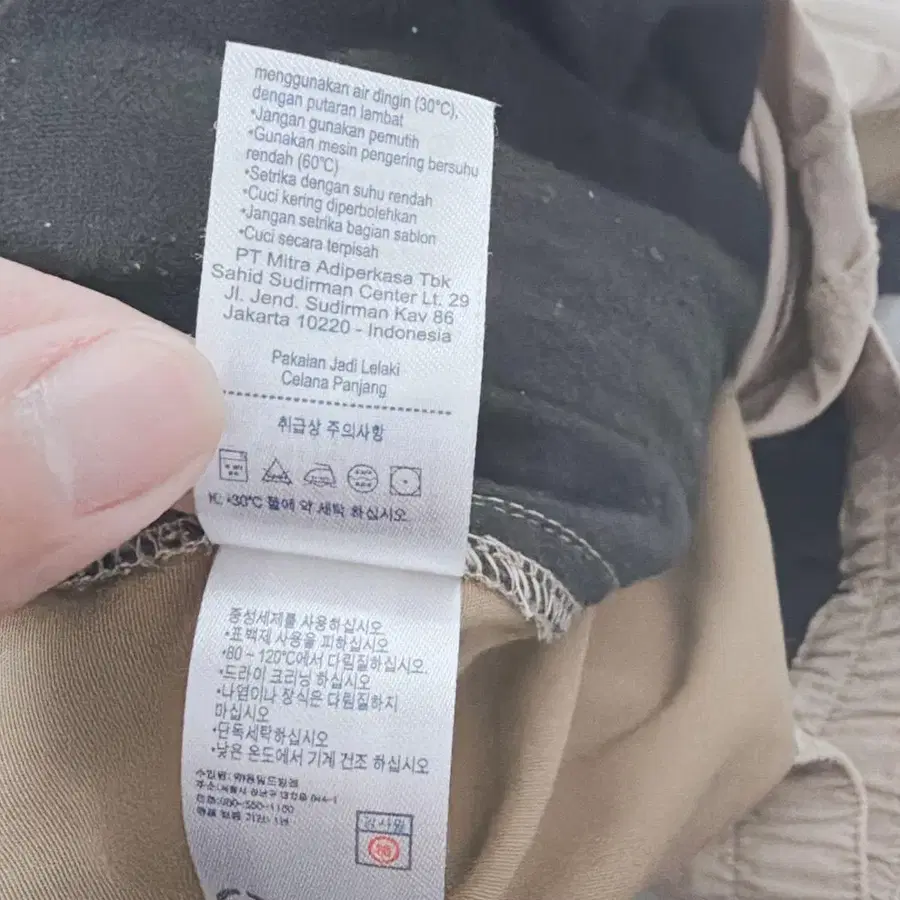 menggunakan air dingin (30°C),
dengan putaran lambat
•Jangan gunakan pemutih
•Gunakan mesin pengering bersuhu
rendah (60°C)
•Setrika dengan suhu rendah
•Cuci kering diperbolehkan
•Jangan setrika bagian sablon
•Cuci secara terpisah
PT Mitra Adiperkasa Tbk
Sahid Sudirman Center Lt. 29
Jl. Jend. Sudirman Kav 86
Jakarta 10220 - Indonesia
Pakaian Jadi Lelaki
Celana Panjang
취급상 주의사항
K: •30°C 물에 약 세탁 하십시오.
중성세제를 사용하십시오
•표백제 사용을 피하십시오
•80 – 120°C에서 다림질하십시오.
•드라이 크리닝 하십시오
•나염이나 장식은 다림질하지
마십시오
•단독세탁하십시오
•낮은 온도에서 기계 건조 하십시오